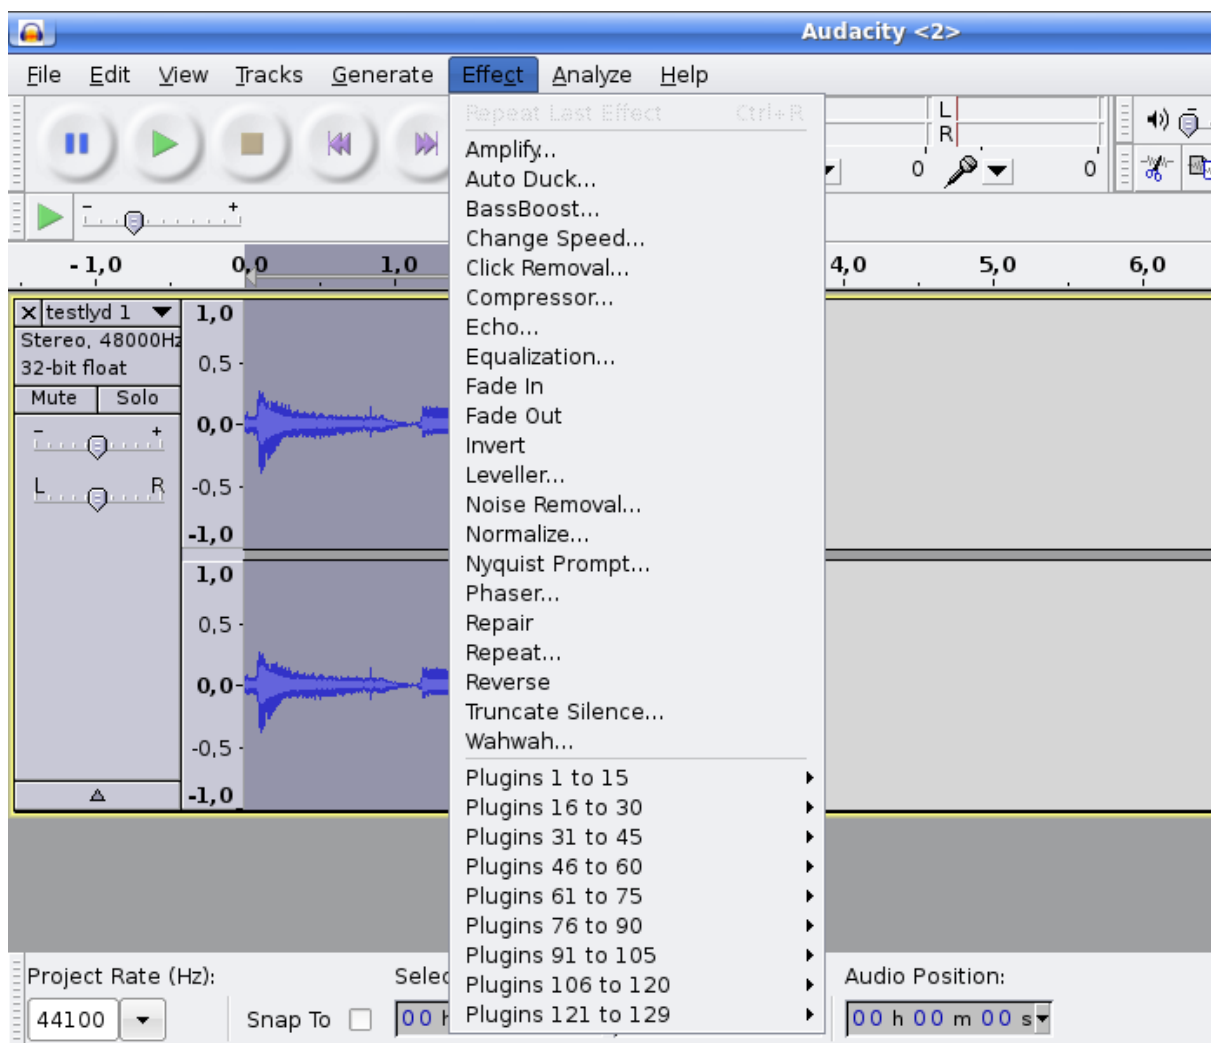 Audacity <2>
File Edit View Tracks Generate Effect Analyze Help
Repeat Last Effect Ctrl+R
Amplify...
Auto Duck...
BassBoost...
Change Speed...
Click Removal...
Compressor...
Echo...
Equalization...
Fade In
Fade Out
Invert
Leveller...
Noise Removal...
Normalize...
Nyquist Prompt...
Phaser...
Repair
Repeat...
Reverse
Truncate Silence...
Wahwah...
Plugins 1 to 15
Plugins 16 to 30
Plugins 31 to 45
Plugins 46 to 60
Plugins 61 to 75
Plugins 76 to 90
Plugins 91 to 105
Plugins 106 to 120
Plugins 121 to 129
L
R
0 0
- +
-1,0 0,0 1,0 4,0 5,0 6,0
testlyd 1
Stereo, 48000Hz
32-bit float
Mute Solo
- +
L R
1,0
0,5
0,0
-0,5
-1,0
1,0
0,5
0,0
-0,5
-1,0
Project Rate (Hz):
44100
Snap To
Selec
00 h
Audio Position:
00 h 00 m 00 s